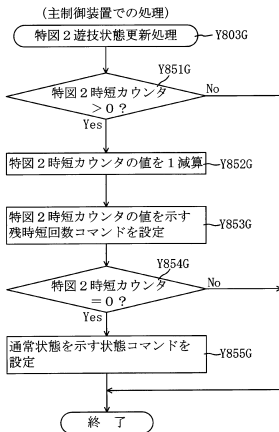 (主制御装置での処理)
特図2遊技状態更新処理
Y803G
Y851G
特図2時短カウンタ
>0?
No
Yes
特図2時短カウンタの値を1減算
Y852G
特図2時短カウンタの値を示す
残時短回数コマンドを設定
Y853G
Y854G
特図2時短カウンタ
=0?
No
Yes
通常状態を示す状態コマンドを
設定
Y855G
終 了